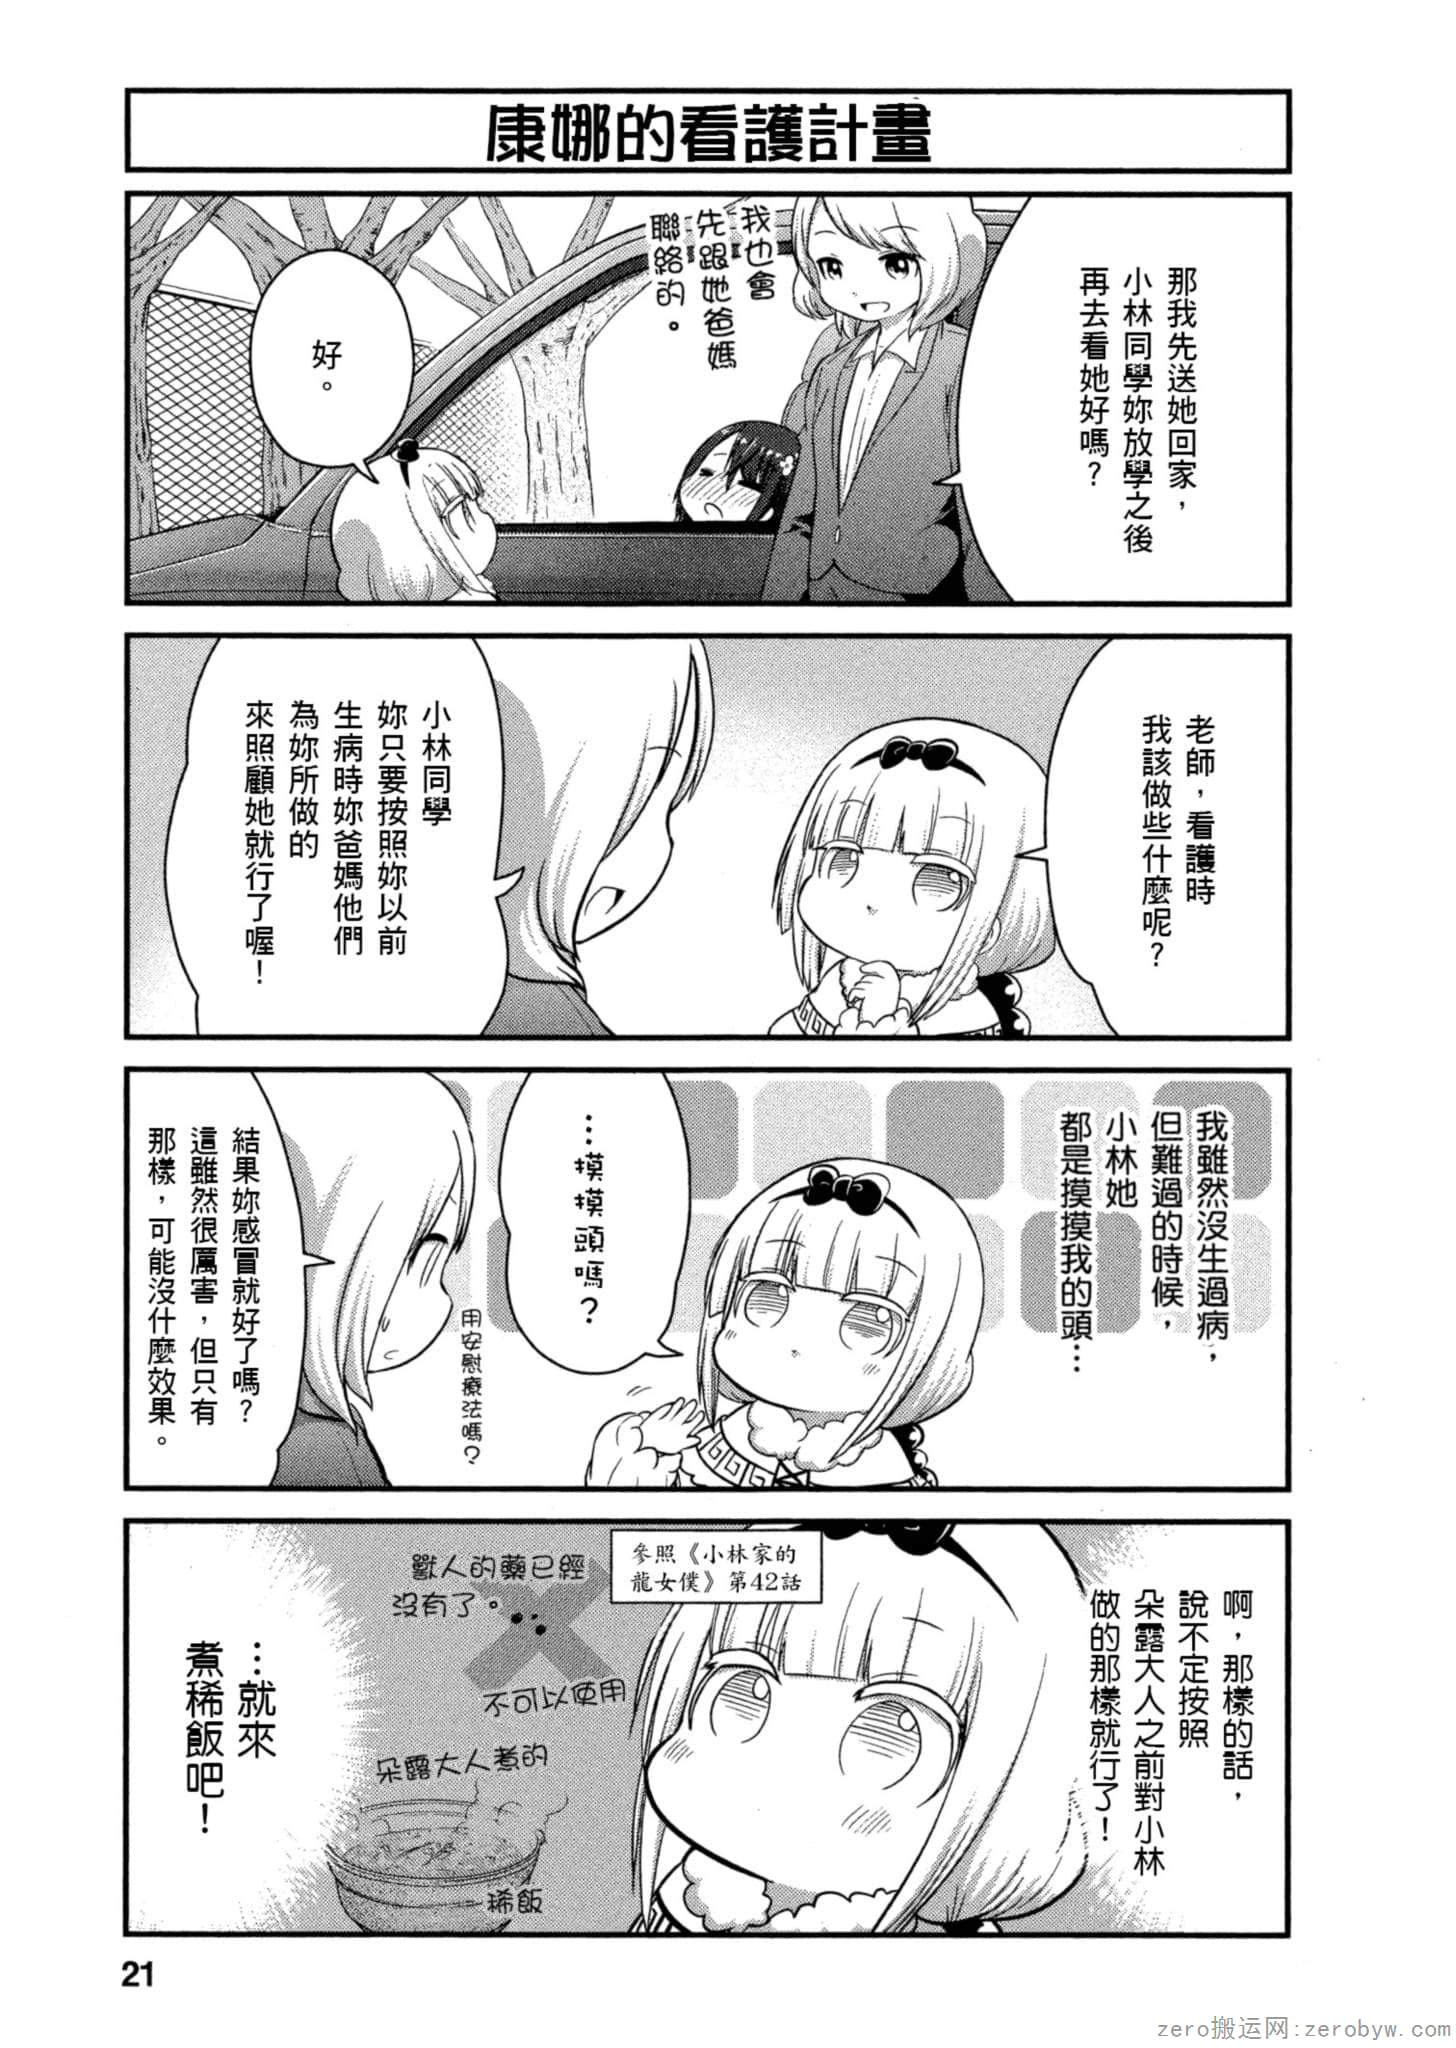 康娜的看護計畫
那我先送她回家，
小林同學妳放學之後
再去看她好嗎？
我也會
先跟她爸媽
聯絡的。
好。
老師，看護時
我該做些什麼呢？
小林同學
妳只要按照妳以前
生病時妳爸媽他們
為妳所做的
來照顧她就行了喔！
我雖然沒生過病，
但難過的時候，
小林她
都是摸摸我的頭…
…摸摸頭嗎？
用安慰療法嗎？
結果妳感冒就好了嗎？
這雖然很厲害，但只有
那樣，可能沒什麼效果。
啊，那樣的話，
說不定按照
朵露大人之前對小林
做的那樣就行了！
參照《小林家的
龍女僕》第42話
獸人的藥已經
沒有了。
不可以使用
朵露大人煮的
稀飯
…就來
煮稀飯吧！
21
zero搬运网:zerobyw.com